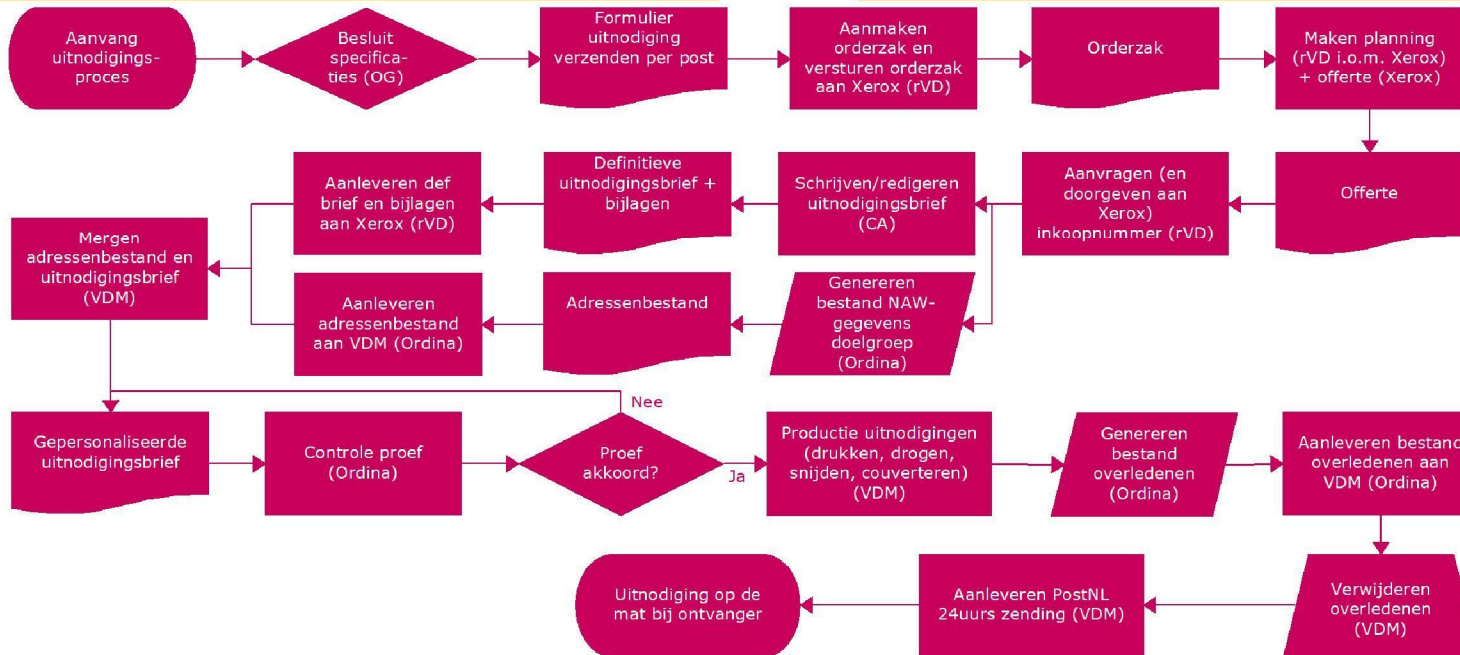 Aanvang
uitnodigings-
proces
Besluit
specifica-
ties (OG)
Formulier
uitnodiging
verzenden per post
Aanmaken
orderzak en
versturen orderzak
aan Xerox (rVD)
Orderzak
Maken planning
(rVD i.o.m. Xerox)
+ offerte (Xerox)
Offerte
Aanvragen (en
doorgeven aan
Xerox)
inkoopnummer (rVD)
Schrijven/redigeren
uitnodigingsbrief
(CA)
Definitieve
uitnodigingsbrief +
bijlagen
Aanleveren def
brief en bijlagen
aan Xerox (rVD)
Genereren
bestand NAW-
gegevens
doelgroep
(Ordina)
Adressenbestand
Aanleveren
adressenbestand
aan VDM (Ordina)
Mergen
adressenbestand en
uitnodigingsbrief
(VDM)
Gepersonaliseerde
uitnodigingsbrief
Controle proef
(Ordina)
Proef
akkoord?
Nee
Ja
Productie uitnodigingen
(drukken, drogen,
snijden, couverteren)
(VDM)
Genereren
bestand
overledenen
(Ordina)
Aanleveren bestand
overledenen aan
VDM (Ordina)
Verwijderen
overledenen
(VDM)
Aanleveren PostNL
24uurs zending (VDM)
Uitnodiging op de
mat bij ontvanger